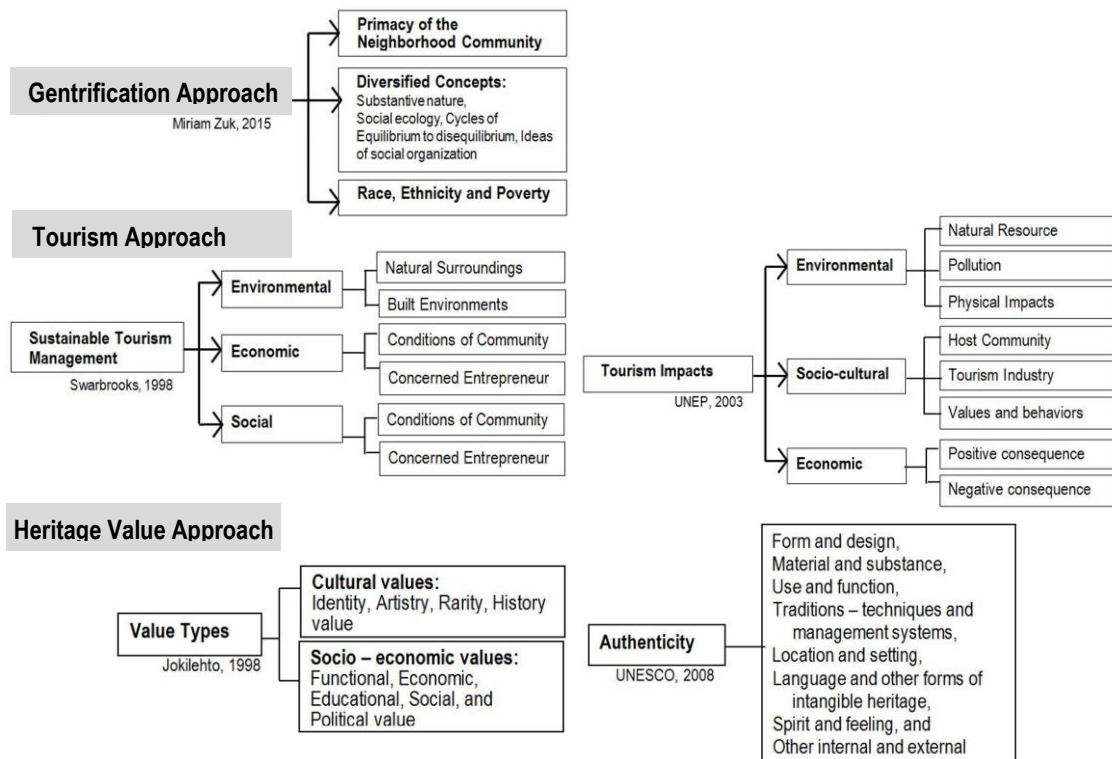 Primacy of the
Neighborhood Community
Gentrification Approach
Miriam Zuk, 2015
Diversified Concepts:
Substantive nature,
Social ecology, Cycles of
Equilibrium to disequilibrium, Ideas
of social organization
Race, Ethnicity and Poverty
Tourism Approach
Sustainable Tourism
Management
Swarbrooks, 1998
Environmental
Natural Surroundings
Built Environments
Economic
Conditions of Community
Concerned Entrepreneur
Social
Conditions of Community
Concerned Entrepreneur
Tourism Impacts
UNEP, 2003
Environmental
Natural Resource
Pollution
Physical Impacts
Socio-cultural
Host Community
Tourism Industry
Values and behaviors
Economic
Positive consequence
Negative consequence
Heritage Value Approach
Value Types
Jokilehto, 1998
Cultural values:
Identity, Artistry, Rarity, History
value
Socio – economic values:
Functional, Economic,
Educational, Social, and
Political value
Authenticity
UNESCO, 2008
Form and design,
Material and substance,
Use and function,
Traditions – techniques and
management systems,
Location and setting,
Language and other forms of
intangible heritage,
Spirit and feeling, and
Other internal and external